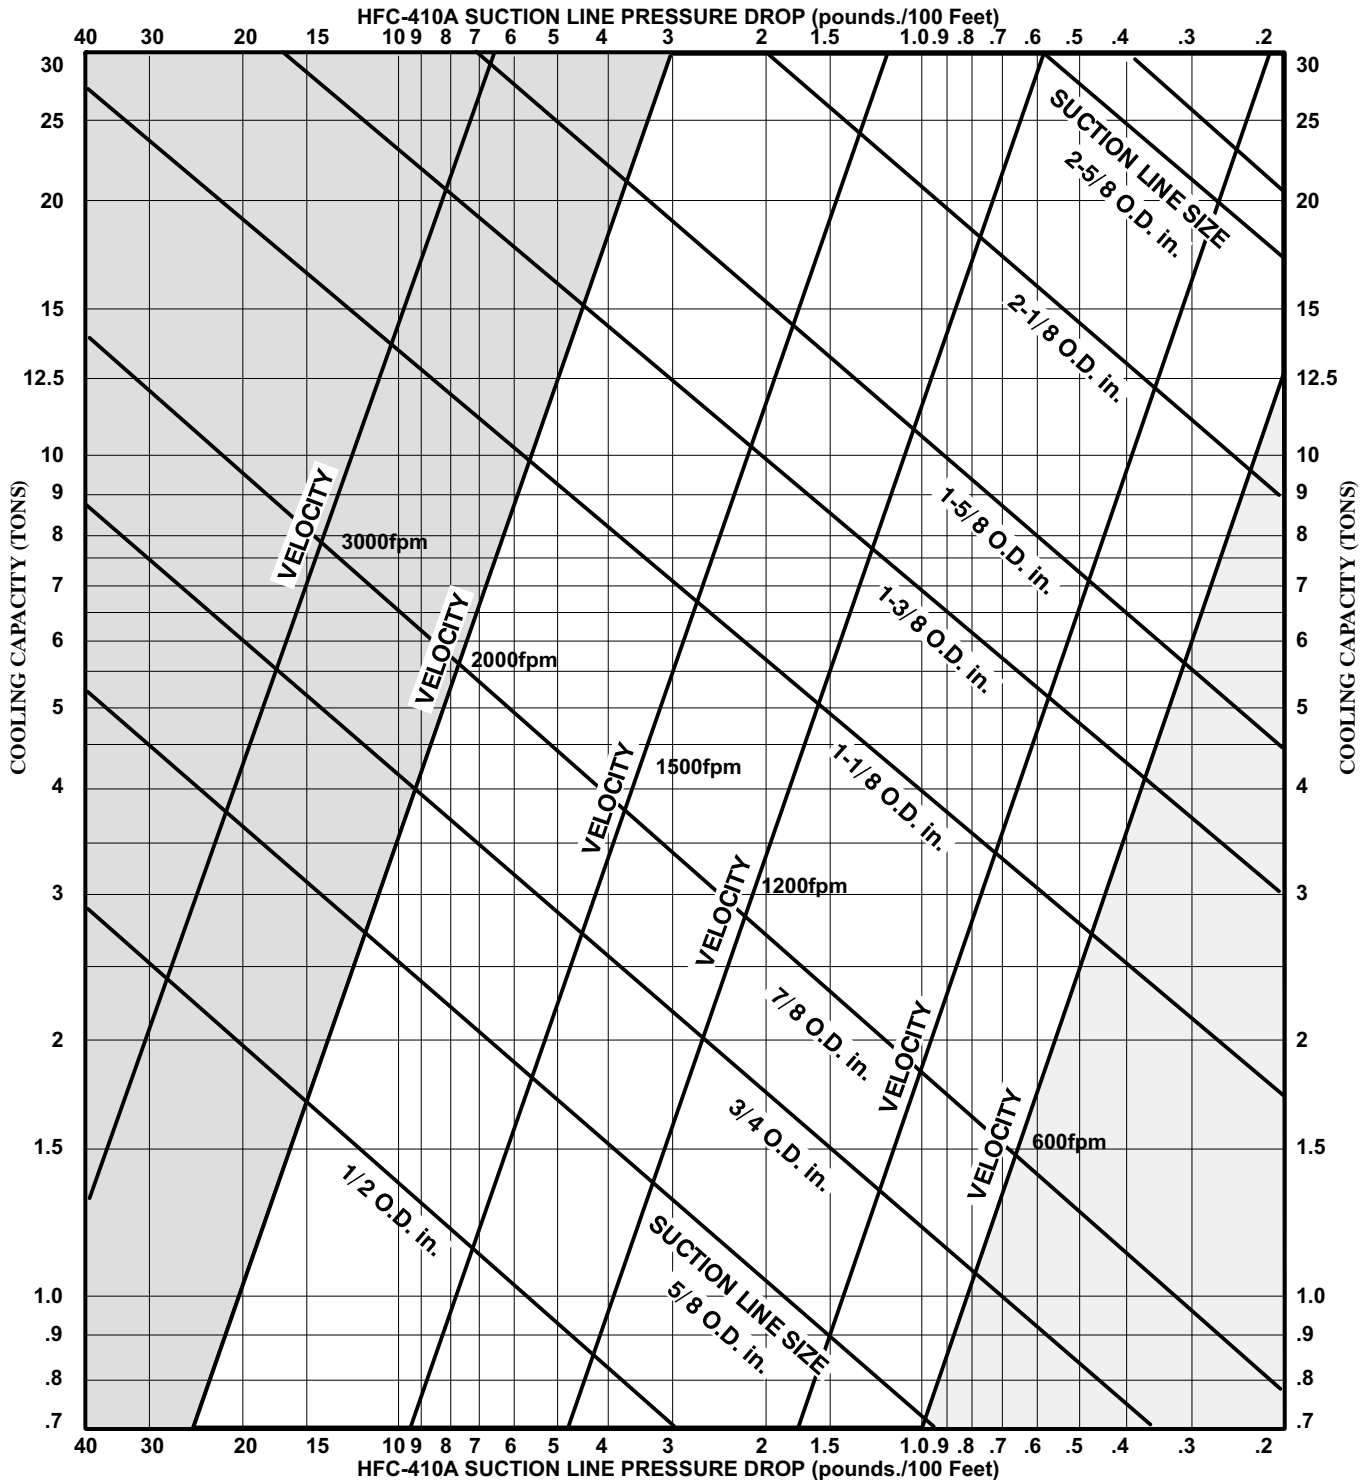 HFC-410A SUCTION LINE PRESSURE DROP (pounds./100 Feet)
40 30 20 15 10 9 8 7 6 5 4 3 2 1.5 1.0 .9 .8 .7 .6 .5 .4 .3 .2
30 30
25 25
20 20
15 15
12.5 12.5
10 10
9 9
8 8
7 7
6 6
5 5
4 4
3 3
2 2
1.5 1.5
1.0 1.0
.9 .9
.8 .8
.7 .7
COOLING CAPACITY (TONS)
COOLING CAPACITY (TONS)
SUCTION LINE SIZE
2-5/8 O.D. in.
2-1/8 O.D. in.
1-5/8 O.D. in.
1-3/8 O.D. in.
1-1/8 O.D. in.
7/8 O.D. in.
3/4 O.D. in.
SUCTION LINE SIZE
5/8 O.D. in.
1/2 O.D. in.
VELOCITY
3000fpm
VELOCITY
2000fpm
VELOCITY
1500fpm
VELOCITY
1200fpm
VELOCITY
VELOCITY
600fpm
40 30 20 15 10 9 8 7 6 5 4 3 2 1.5 1.0 .9 .8 .7 .6 .5 .4 .3 .2
HFC-410A SUCTION LINE PRESSURE DROP (pounds./100 Feet)